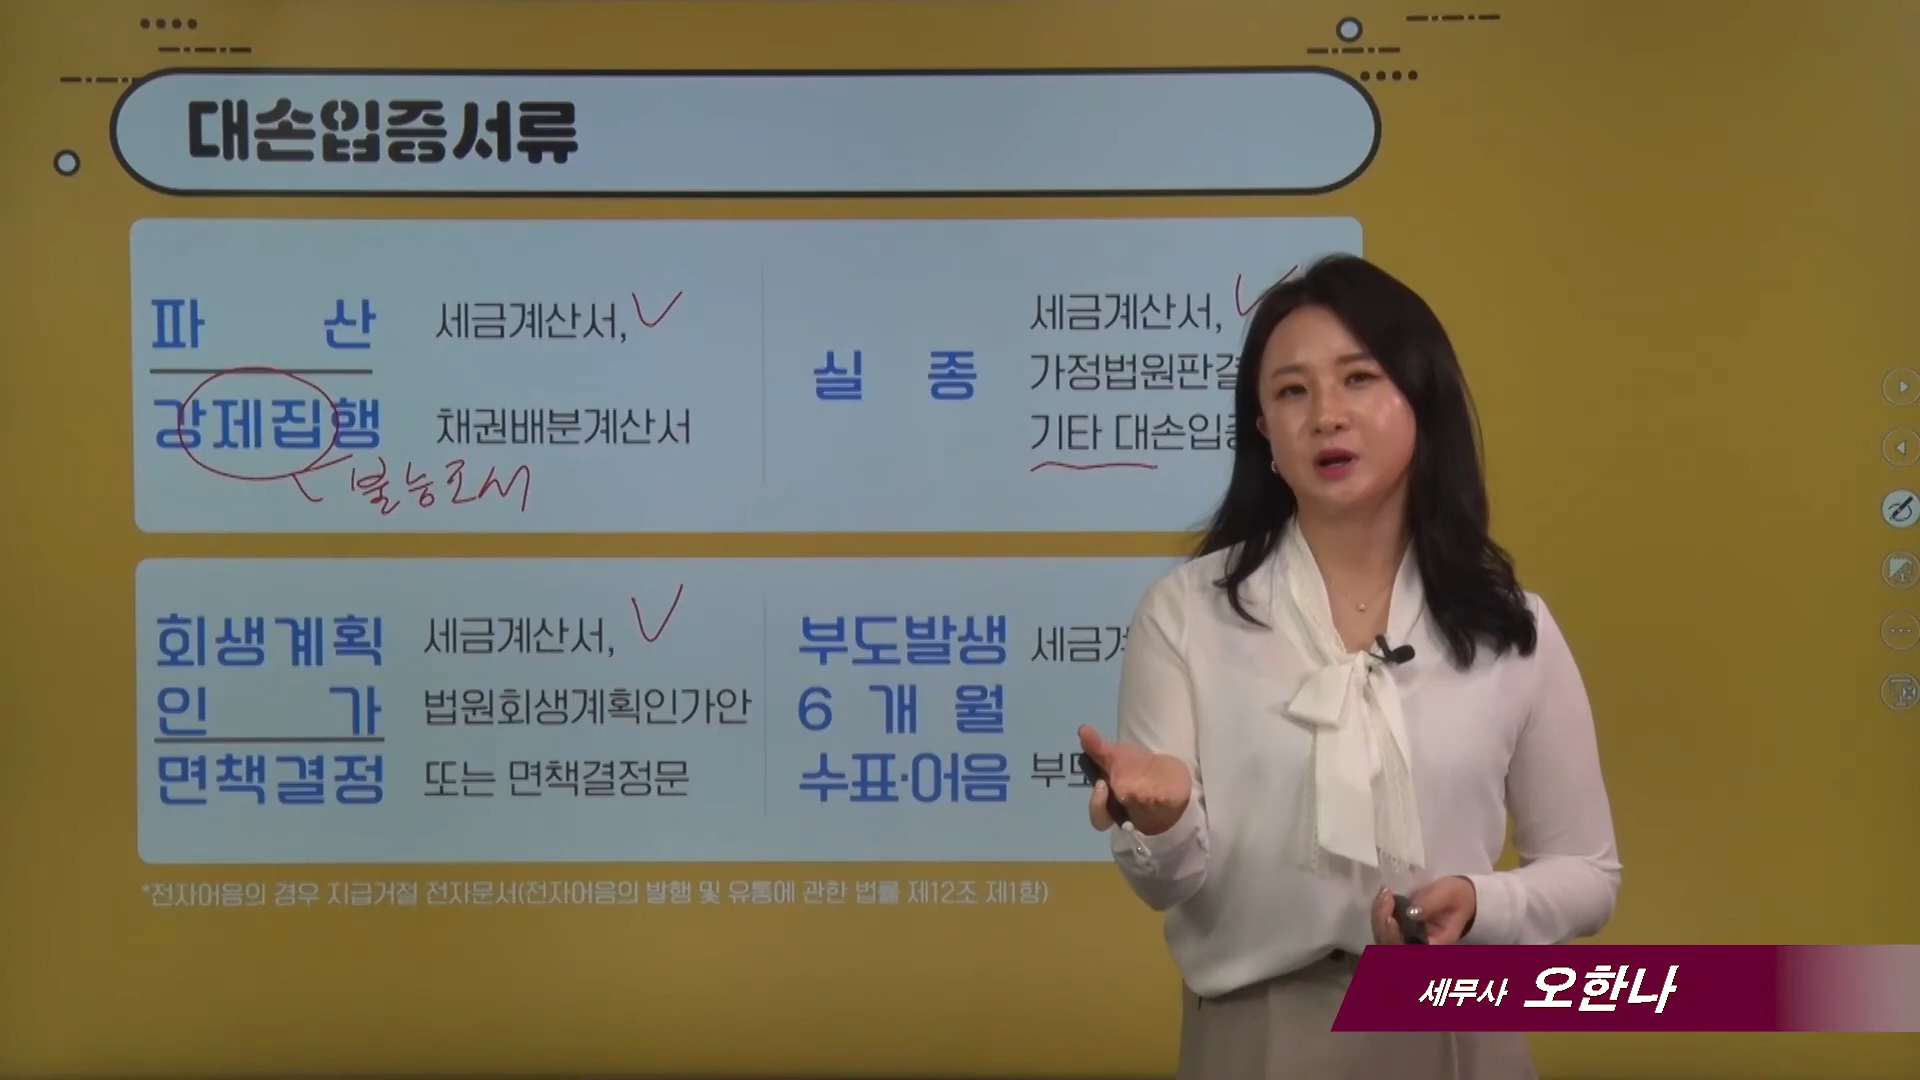 대손입증서류
파 산
세금계산서,
강제집행
채권배분계산서
불능조서
실 종
세금계산서,
가정법원판결
기타 대손입증
회생계획
인 가
면책결정
세금계산서,
법원회생계획인가안
또는 면책결정문
부도발생
6 개 월
수표·어음
세금계
부도
*전자어음의 경우 지급거절 전자문서(전자어음의 발행 및 유통에 관한 법률 제12조 제1항)
세무사 오한나